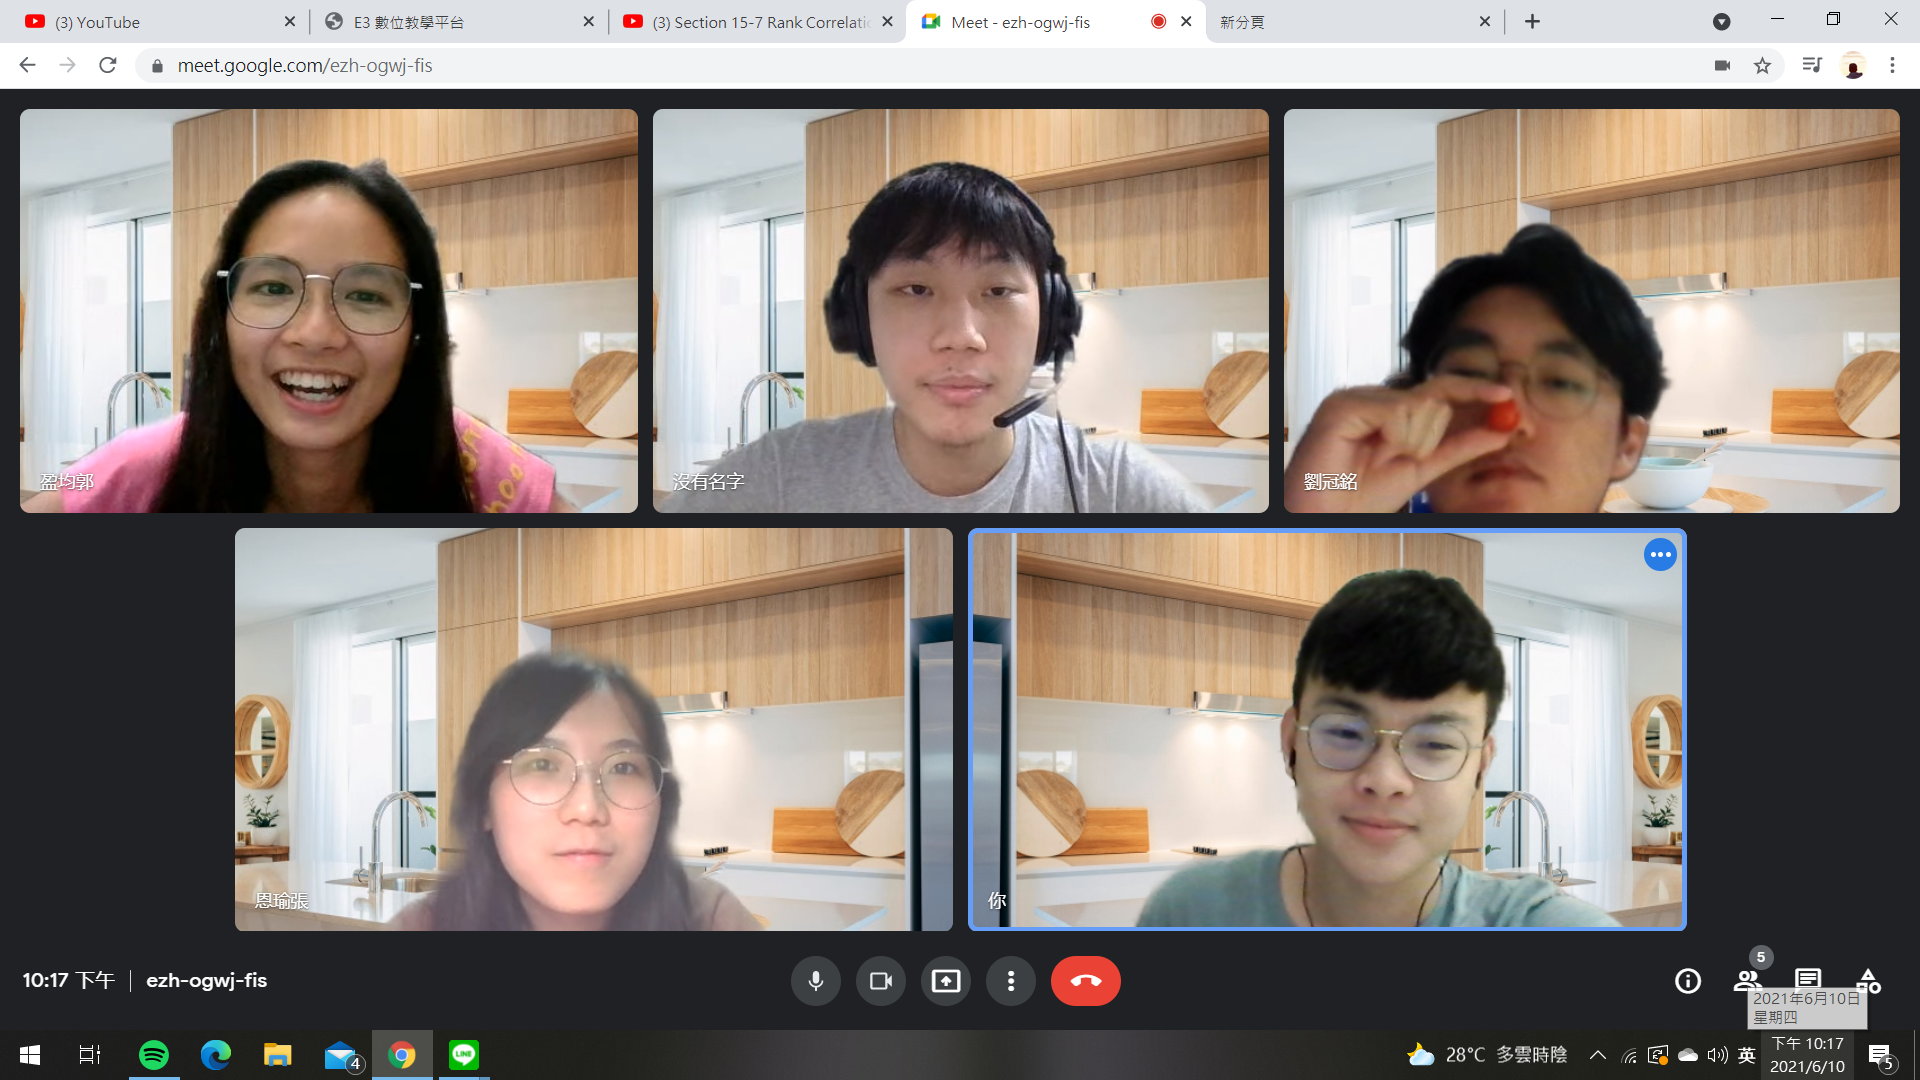 (3) YouTube
E3 數位教學平台
(3) Section 15-7 Rank Correlatic
Meet - ezh-ogwj-fis
新分頁
meet.google.com/ezh-ogwj-fis
盈均郭
沒有名字
劉冠銘
恩瑜張
你
10:17 下午 | ezh-ogwj-fis
5
2021年6月10日
星期四
4
LINE
28°C 多雲時陰
英
下午 10:17
2021/6/10
5